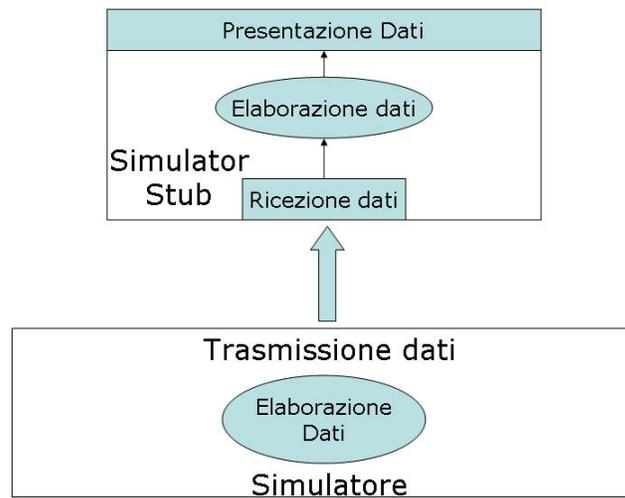 Presentazione Dati
Elaborazione dati
Simulator
Stub
Ricezione dati
Trasmissione dati
Elaborazione
Dati
Simulatore